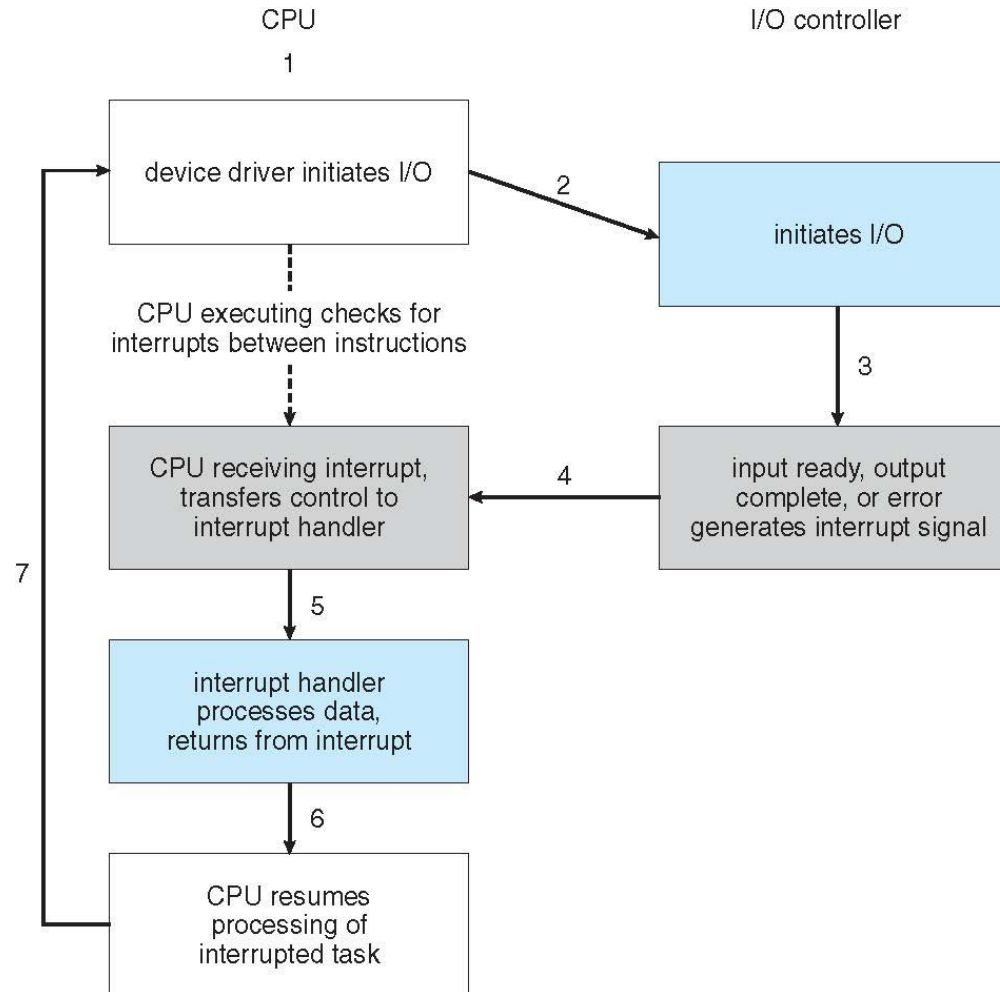 CPU
I/O controller
1
device driver initiates I/O
2
initiates I/O
CPU executing checks for
interrupts between instructions
3
CPU receiving interrupt,
transfers control to
interrupt handler
4
input ready, output
complete, or error
generates interrupt signal
7
5
interrupt handler
processes data,
returns from interrupt
6
CPU resumes
processing of
interrupted task